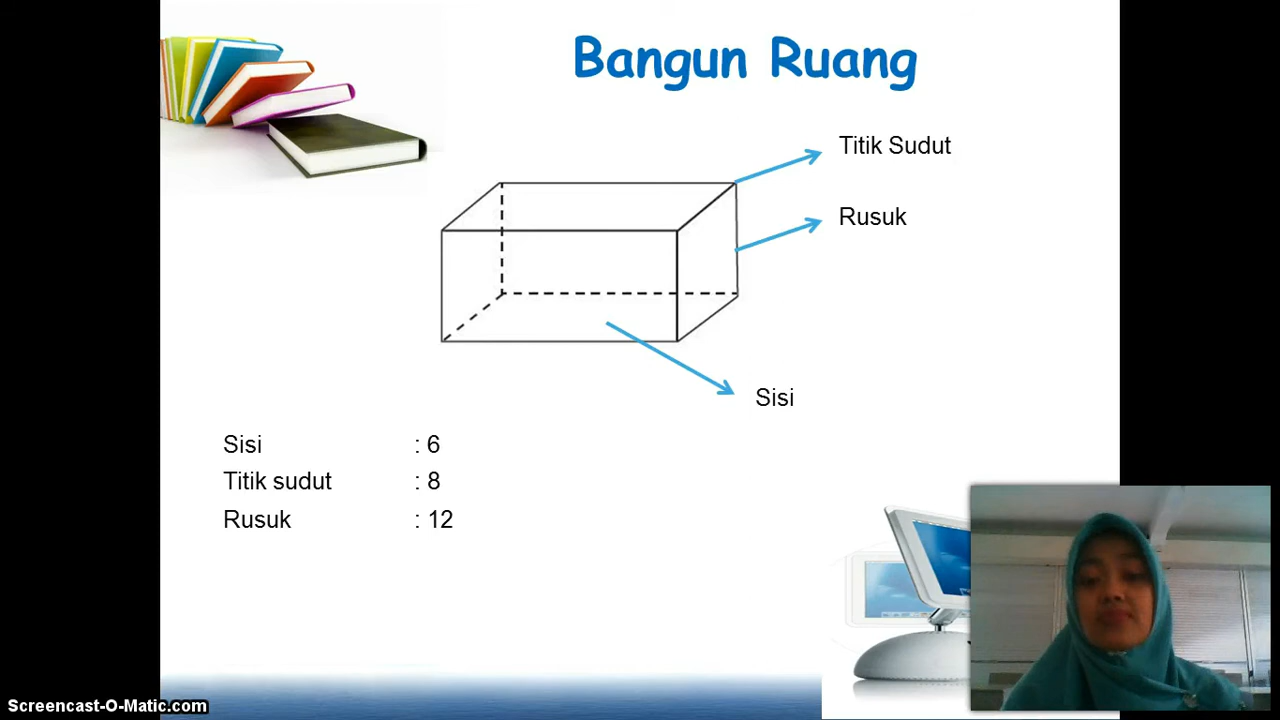 Bangun Ruang
Titik Sudut
Rusuk
Sisi
Sisi : 6
Titik sudut : 8
Rusuk : 12
Screencast-O-Matic.com